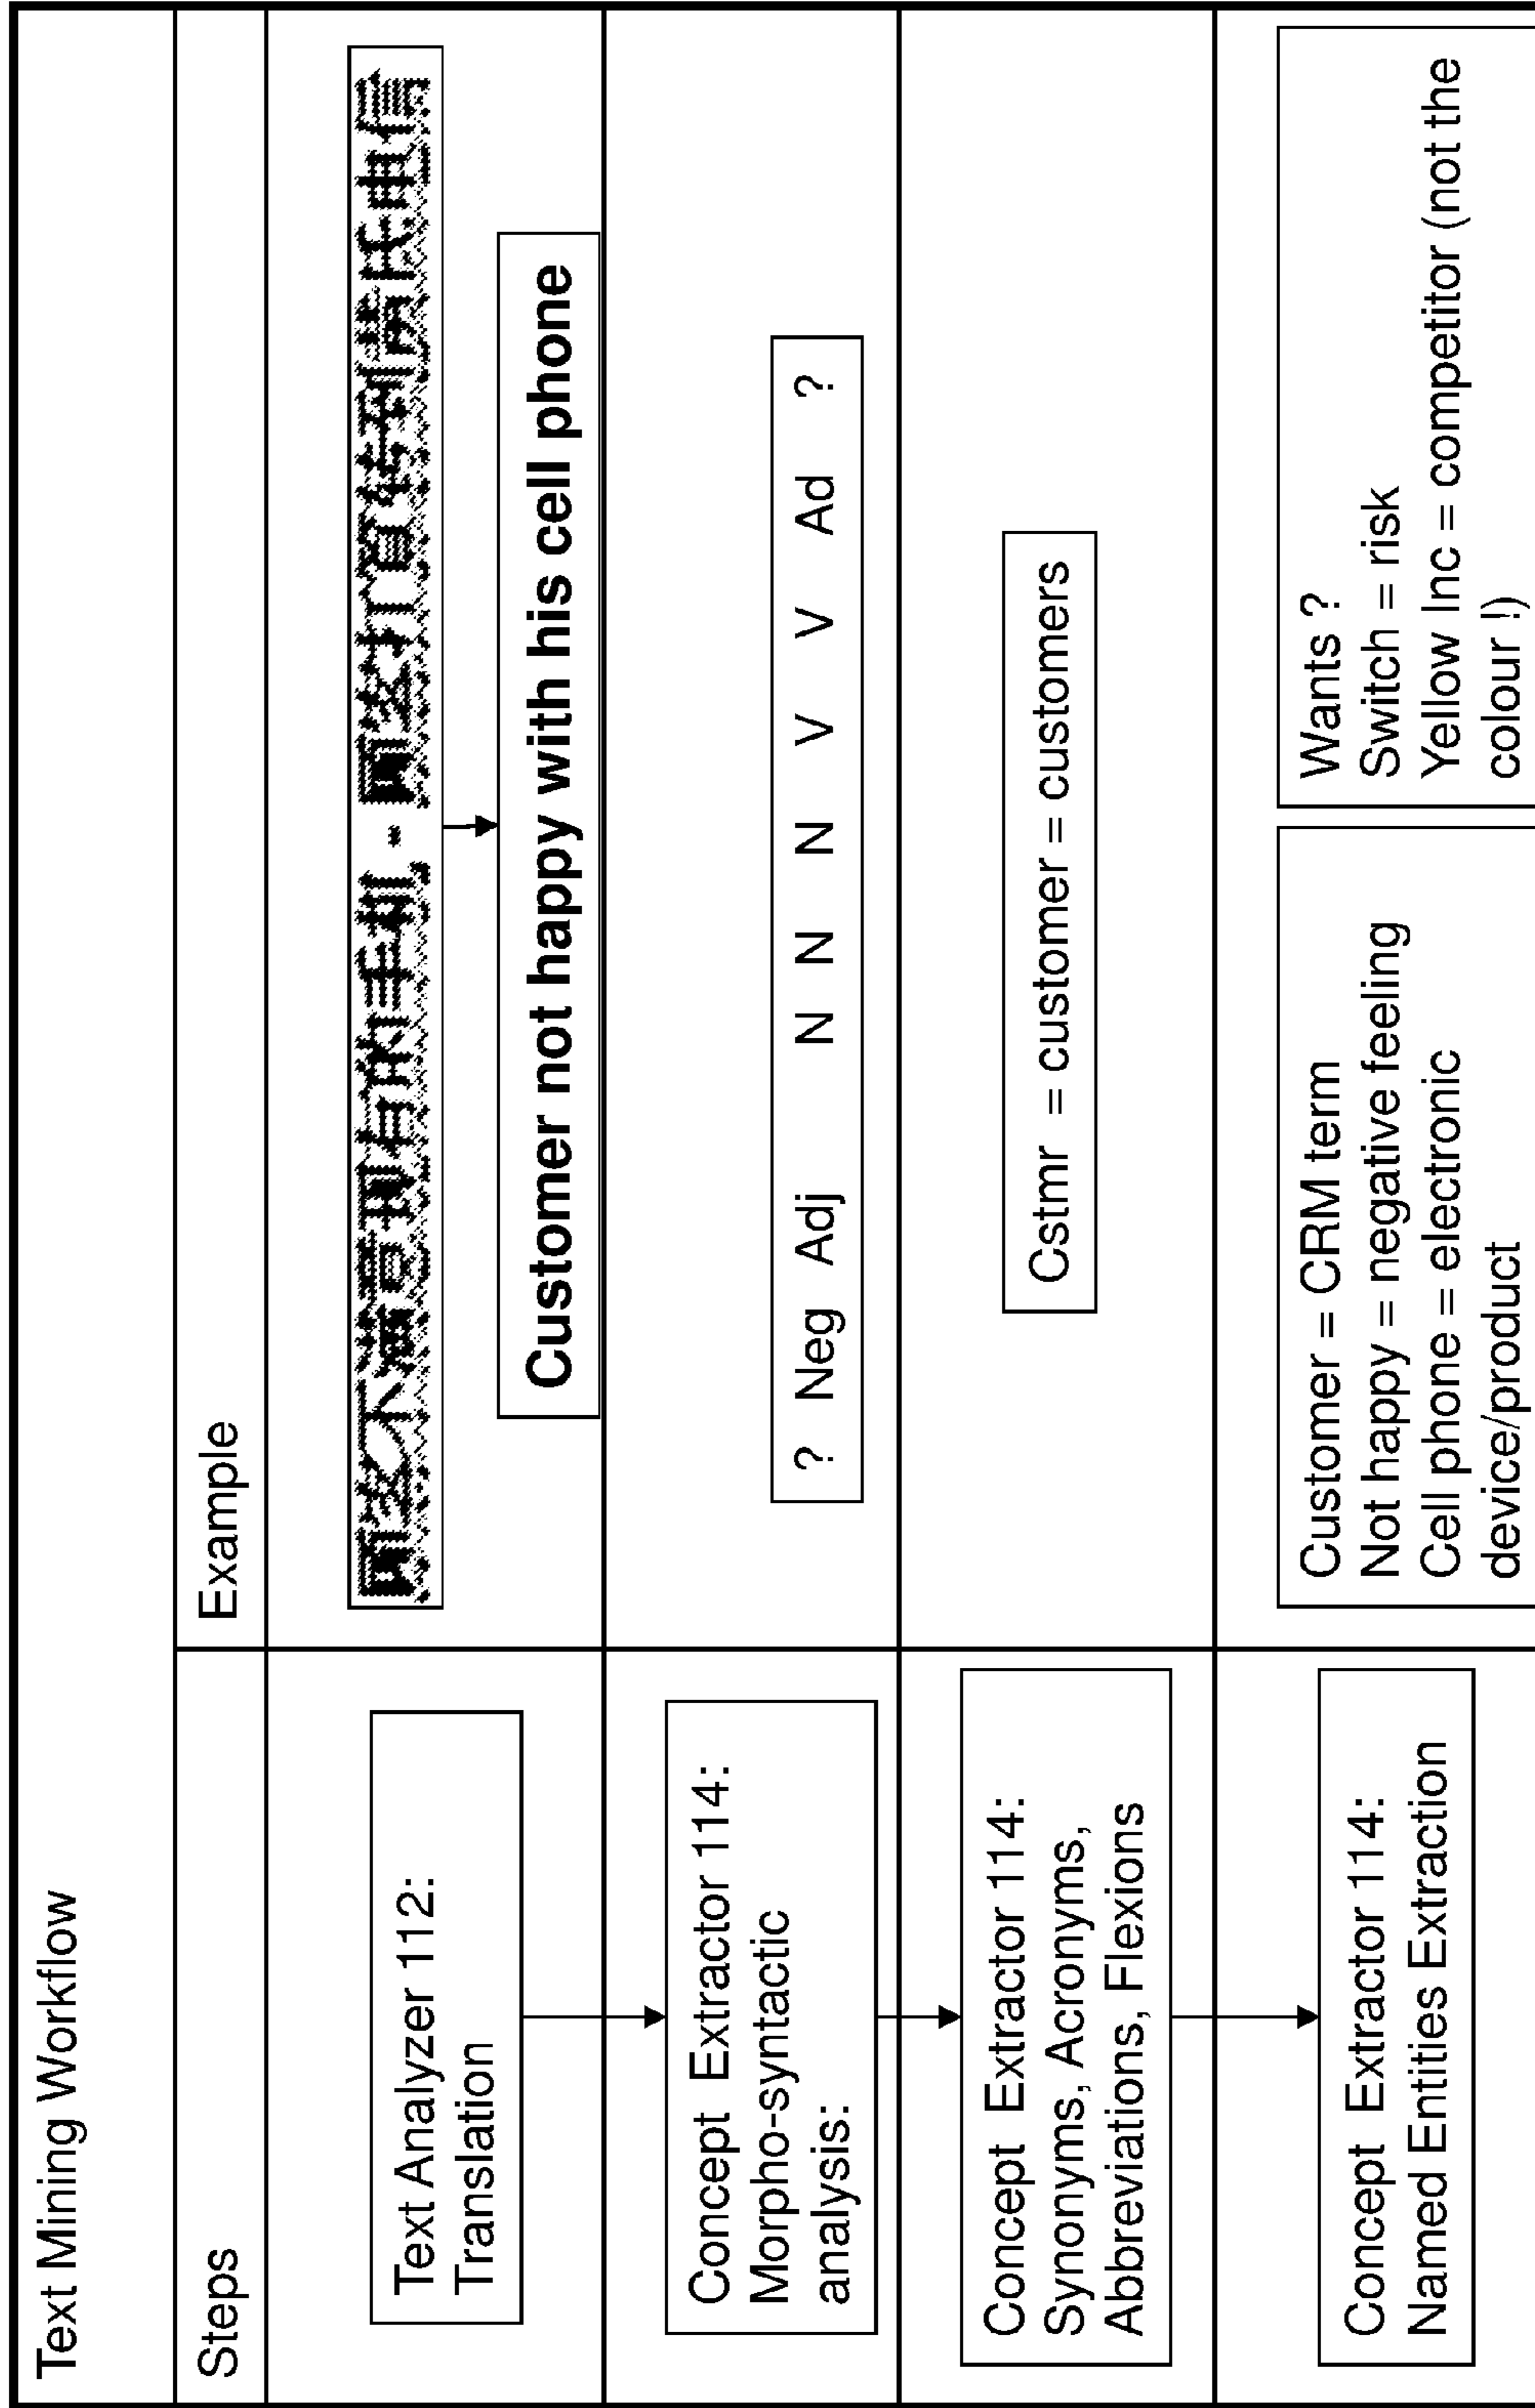 Text Mining Workflow
Steps
Example
Text Analyzer 112:
Translation
Customer not happy with his cell phone
Concept Extractor 114:
Morpho-syntactic
analysis:
? Neg Adj N N N V V Ad ?
Concept Extractor 114:
Synonyms, Acronyms,
Abbreviations, Flexions
Cstmr = customer = customers
Concept Extractor 114:
Named Entities Extraction
Customer = CRM term
Not happy = negative feeling
Cell phone = electronic
device/product
Wants ?
Switch = risk
Yellow Inc = competitor (not the
colour !)